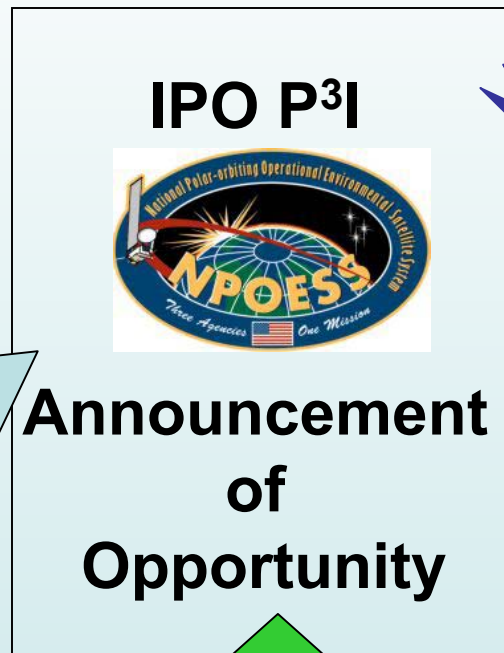 IPO P³I
National Polar-orbiting Operational Environmental Satellite System
NPOESS
Three Agencies One Mission
Announcement
of
Opportunity